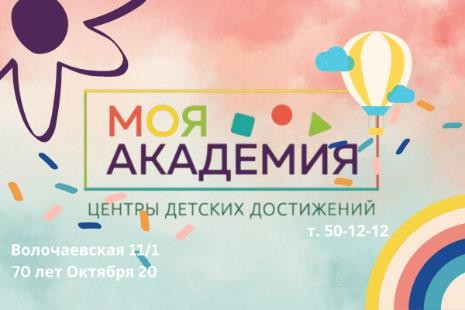 МОЯ
АКАДЕМИЯ
ЦЕНТРЫ ДЕТСКИХ ДОСТИЖЕНИЙ
т. 50-12-12
Волочаевская 11/1
70 лет Октября 20